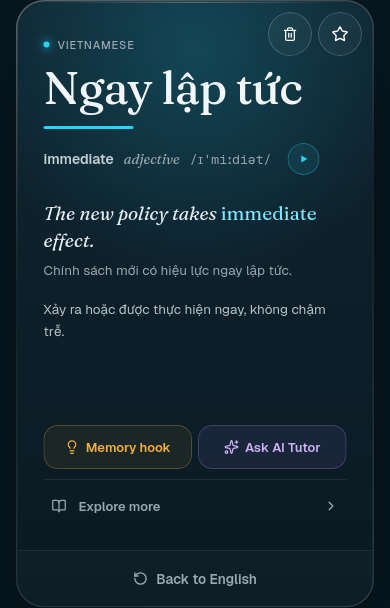 VIETNAMESE
Ngay lập tức
immediate adjective /ɪˈmiːdiət/
The new policy takes immediate
effect.
Chính sách mới có hiệu lực ngay lập tức.
Xảy ra hoặc được thực hiện ngay, không chậm
trễ.
Memory hook
Ask AI Tutor
Explore more
Back to English